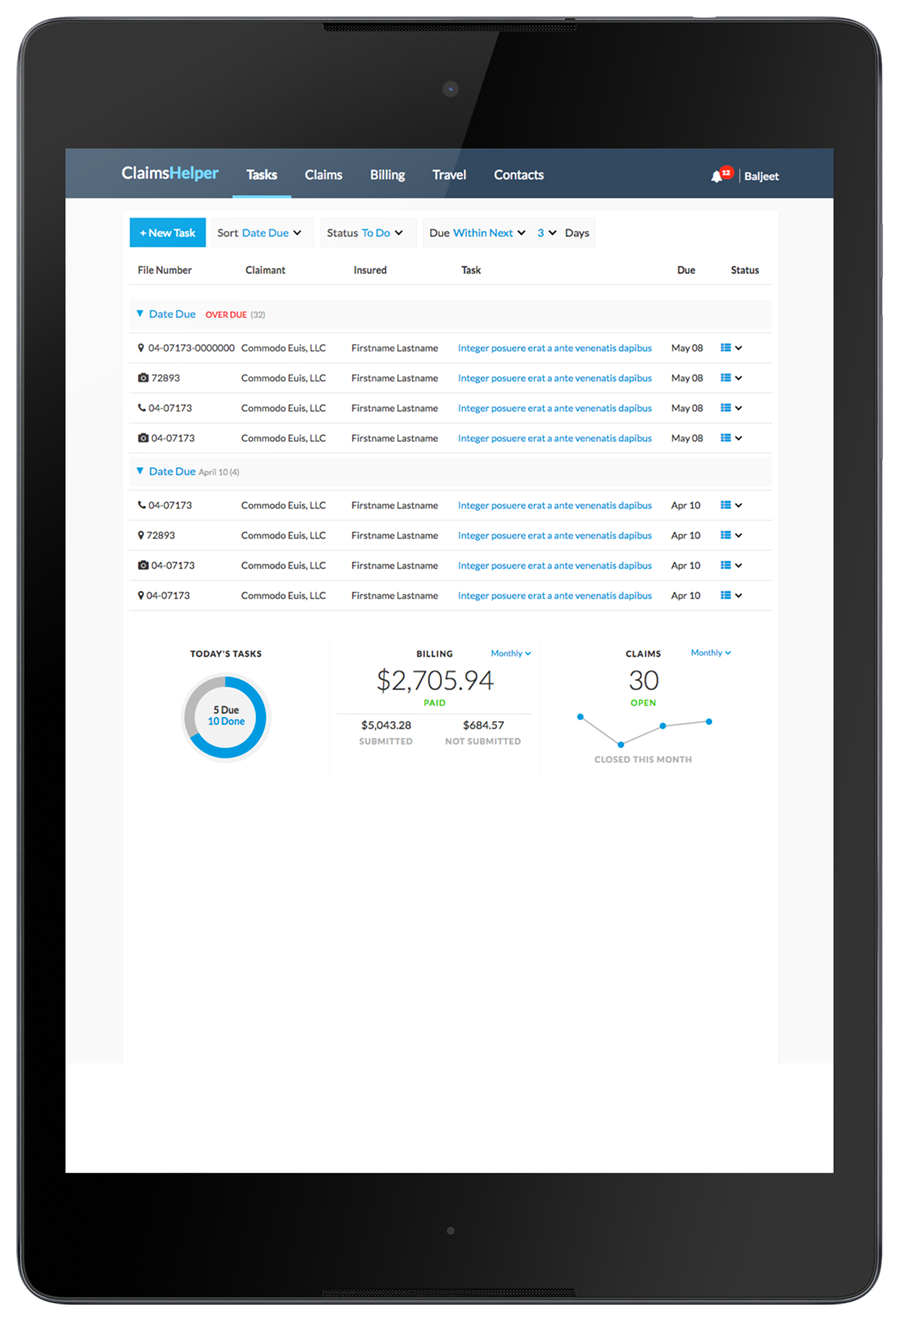 ClaimsHelper Tasks Claims Billing Travel Contacts 12 Baljeet
+ New Task Sort Date Due Status To Do Due Within Next 3 Days
File Number Claimant Insured Task Due Status
Date Due OVER DUE (32)
04-07173-0000000 Commodo Euis, LLC Firstname Lastname Integer posuere erat a ante venenatis dapibus May 08
72893 Commodo Euis, LLC Firstname Lastname Integer posuere erat a ante venenatis dapibus May 08
04-07173 Commodo Euis, LLC Firstname Lastname Integer posuere erat a ante venenatis dapibus May 08
04-07173 Commodo Euis, LLC Firstname Lastname Integer posuere erat a ante venenatis dapibus May 08
Date Due April 10 (4)
04-07173 Commodo Euis, LLC Firstname Lastname Integer posuere erat a ante venenatis dapibus Apr 10
72893 Commodo Euis, LLC Firstname Lastname Integer posuere erat a ante venenatis dapibus Apr 10
04-07173 Commodo Euis, LLC Firstname Lastname Integer posuere erat a ante venenatis dapibus Apr 10
04-07173 Commodo Euis, LLC Firstname Lastname Integer posuere erat a ante venenatis dapibus Apr 10
TODAY'S TASKS
5 Due
10 Done
BILLING Monthly
$2,705.94
PAID
$5,043.28 $684.57
SUBMITTED NOT SUBMITTED
CLAIMS Monthly
30
OPEN
CLOSED THIS MONTH